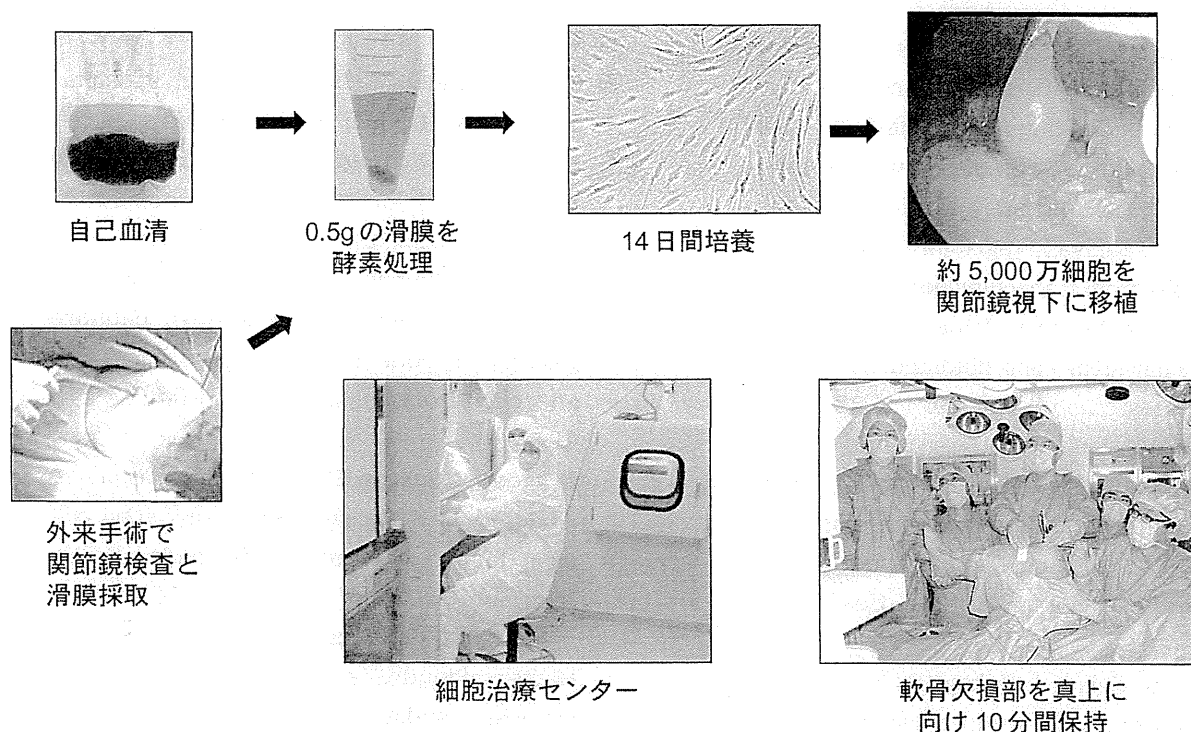 自己血清
0.5gの滑膜を
酵素処理
14日間培養
約5,000万細胞を
関節鏡視下に移植
外来手術で
関節鏡検査と
滑膜採取
細胞治療センター
軟骨欠損部を真上に
向け10分間保持